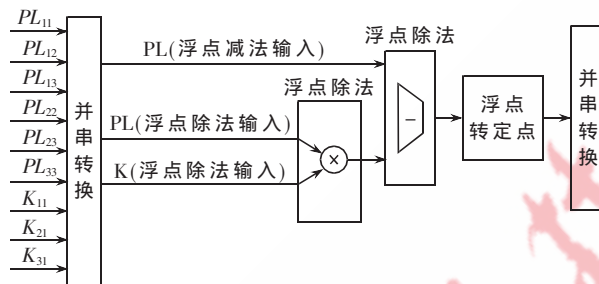 PL11
PL12
PL13
PL22
PL23
PL33
K11
K21
K31
并串转换
PL(浮点减法输入)
PL(浮点除法输入)
K(浮点除法输入)
浮点除法
×
浮点除法
−
浮点
转定点
并串转换